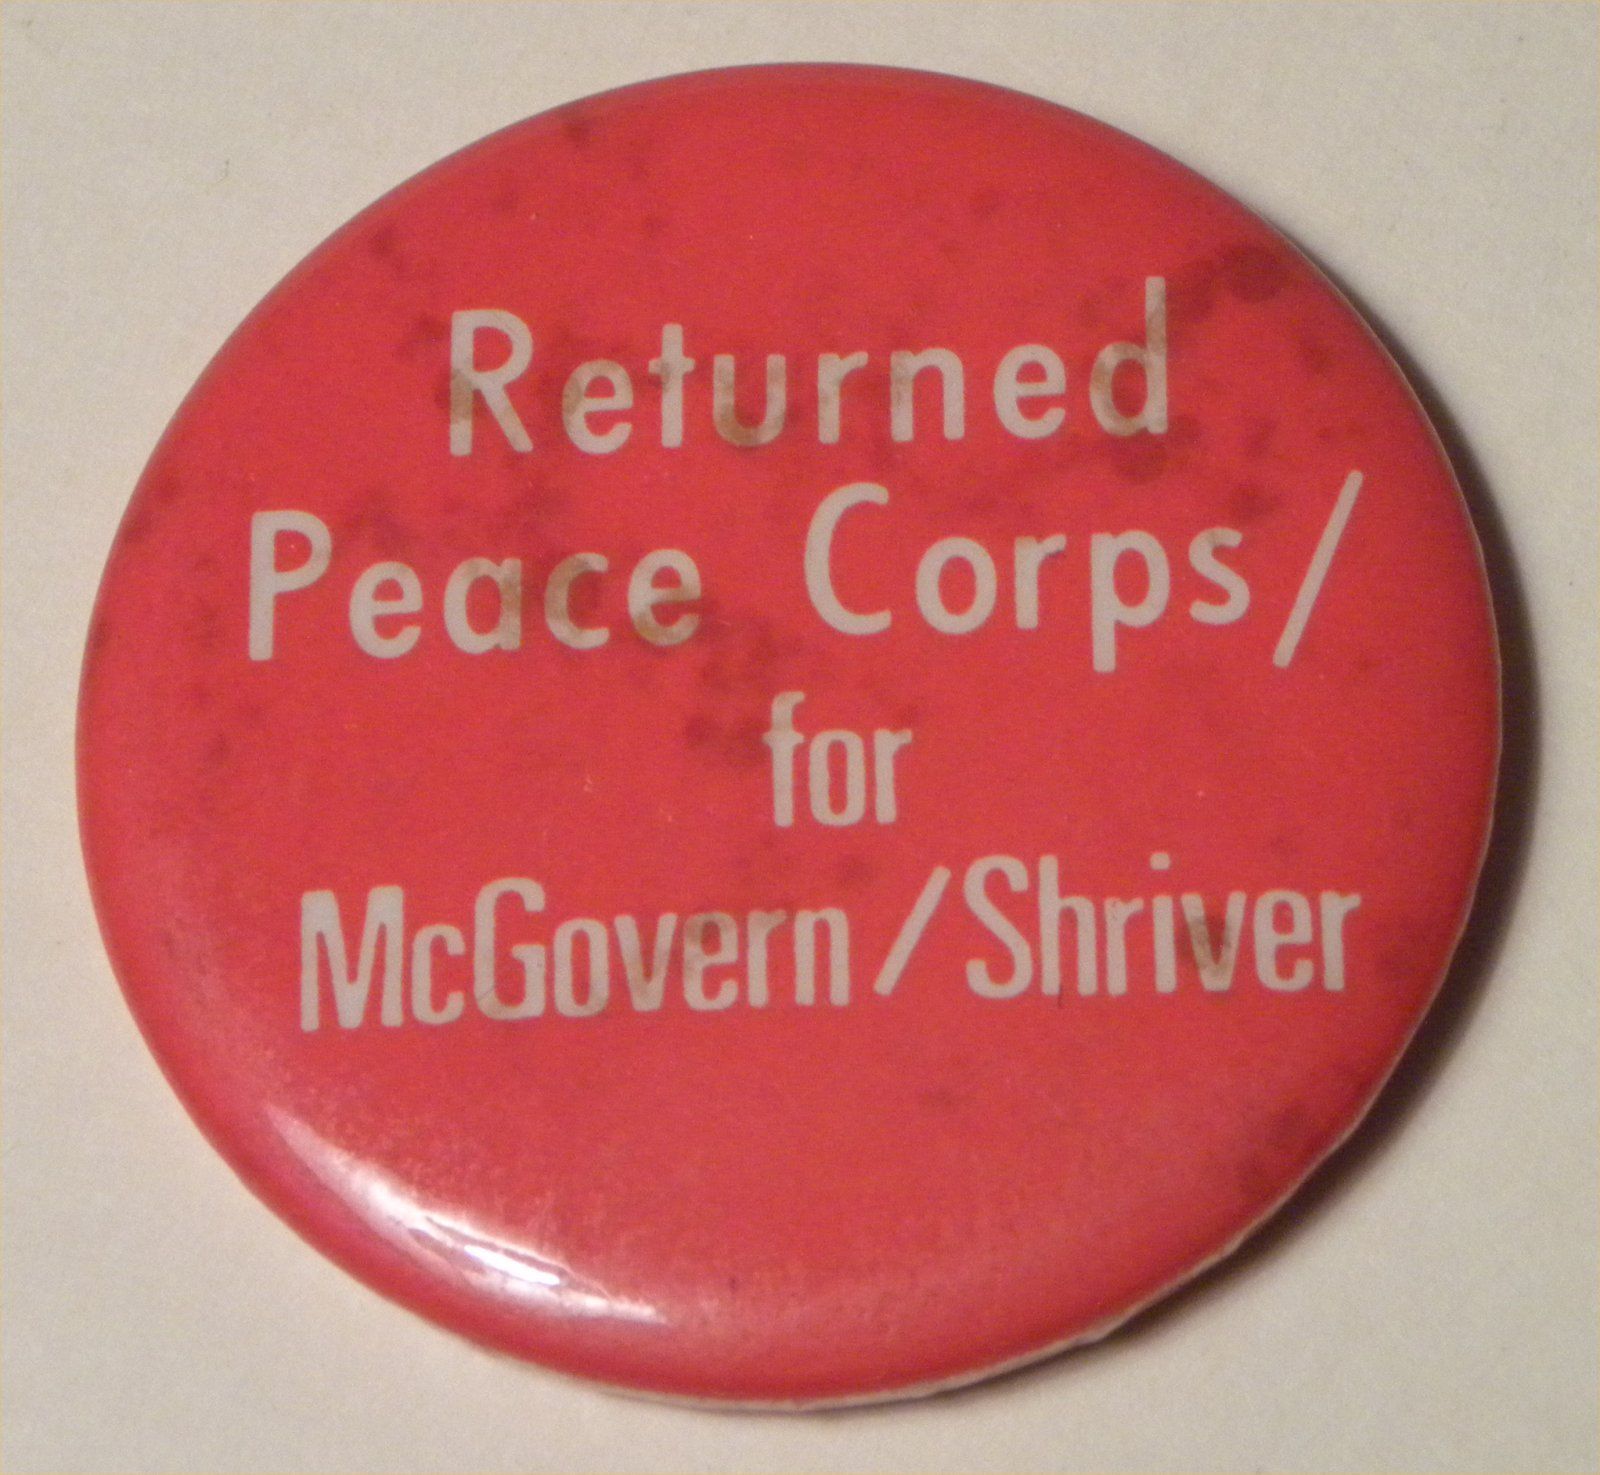 Returned
Peace Corps/
for
McGovern/Shriver